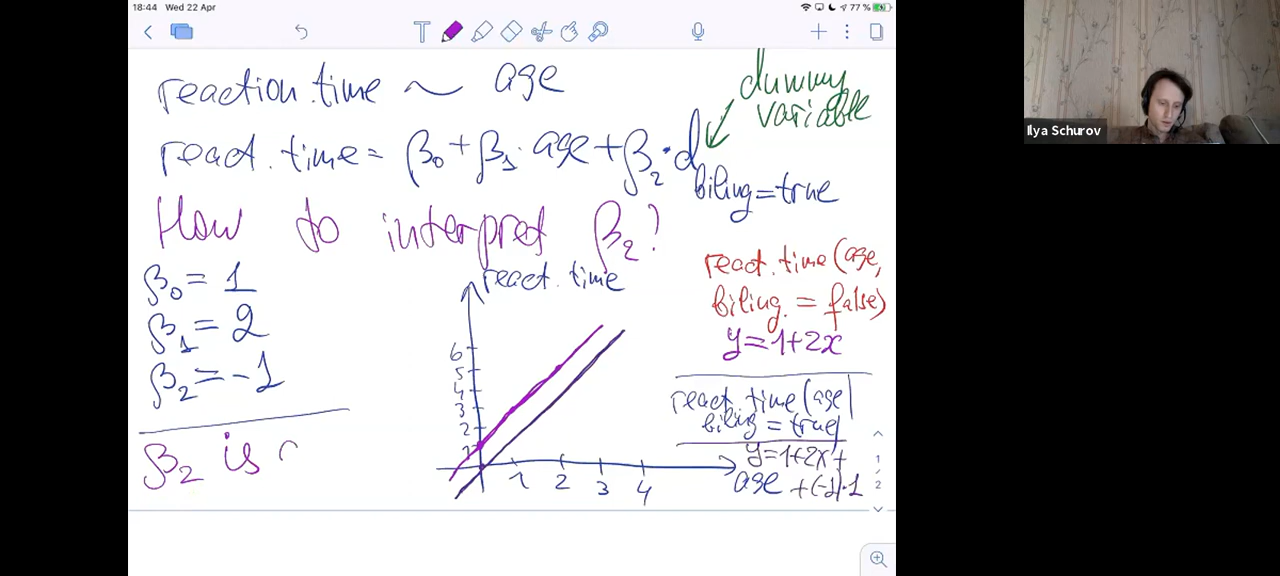 18:44 Wed 22 Apr
77 %
T
Ilya Schurov
reaction.time ~ age
dummy
variable
react.time = β₀ + β₁· age + β₂ · d biling=true
How to interpret β₂?
β₀ = 1
β₁ = 2
β₂ = -1
β₂ is
react.time
6
5
4
3
2
1
1 2 3 4
age
react.time(age,
biling. = false)
y=1+2x
react.time(age|
biling = true)
y=1+2x+
+(-1)·1
1
/
2